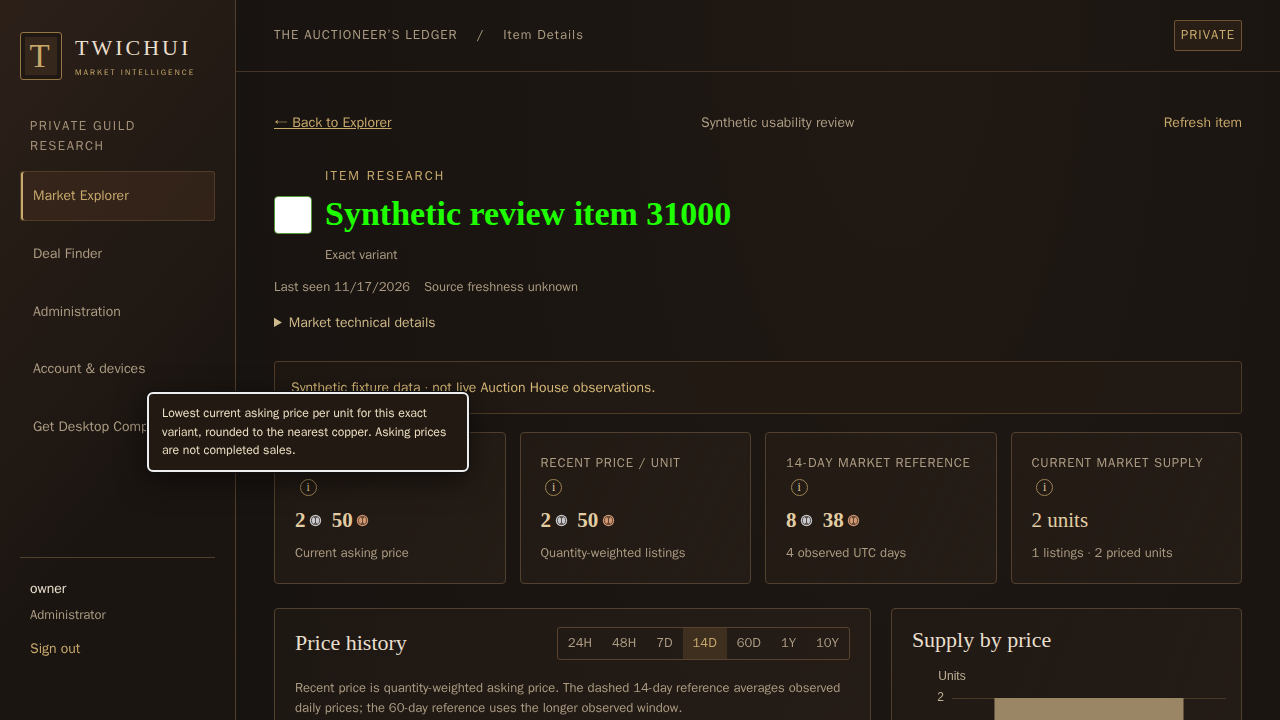 T
TWICHUI
MARKET INTELLIGENCE
PRIVATE GUILD
RESEARCH
Market Explorer
Deal Finder
Administration
Account & devices
Get Desktop Comp
owner
Administrator
Sign out
THE AUCTIONEER'S LEDGER / Item Details
PRIVATE
← Back to Explorer
Synthetic usability review
Refresh item
ITEM RESEARCH
Synthetic review item 31000
Exact variant
Last seen 11/17/2026 Source freshness unknown
▶ Market technical details
Synthetic fixture data · not live Auction House observations.
Lowest current asking price per unit for this exact
variant, rounded to the nearest copper. Asking prices
are not completed sales.
i
2 50
Current asking price
RECENT PRICE / UNIT
i
2 50
Quantity-weighted listings
14-DAY MARKET REFERENCE
i
8 38
4 observed UTC days
CURRENT MARKET SUPPLY
i
2 units
1 listings · 2 priced units
Price history
24H 48H 7D 14D 60D 1Y 10Y
Recent price is quantity-weighted asking price. The dashed 14-day reference averages observed
daily prices; the 60-day reference uses the longer observed window.
Supply by price
Units
2